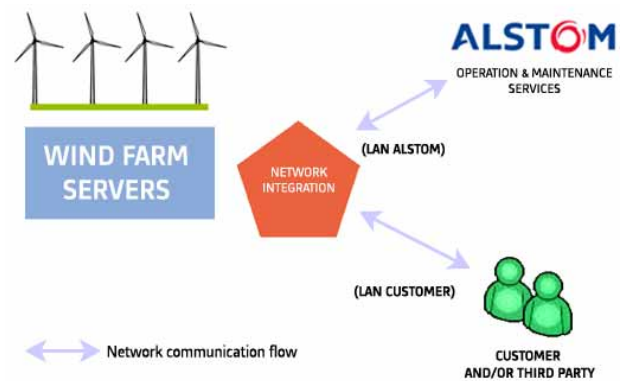 ALSTOM
OPERATION & MAINTENANCE
SERVICES
WIND FARM
SERVERS
NETWORK
INTEGRATION
(LAN ALSTOM)
(LAN CUSTOMER)
Network communication flow
CUSTOMER
AND/OR THIRD PARTY